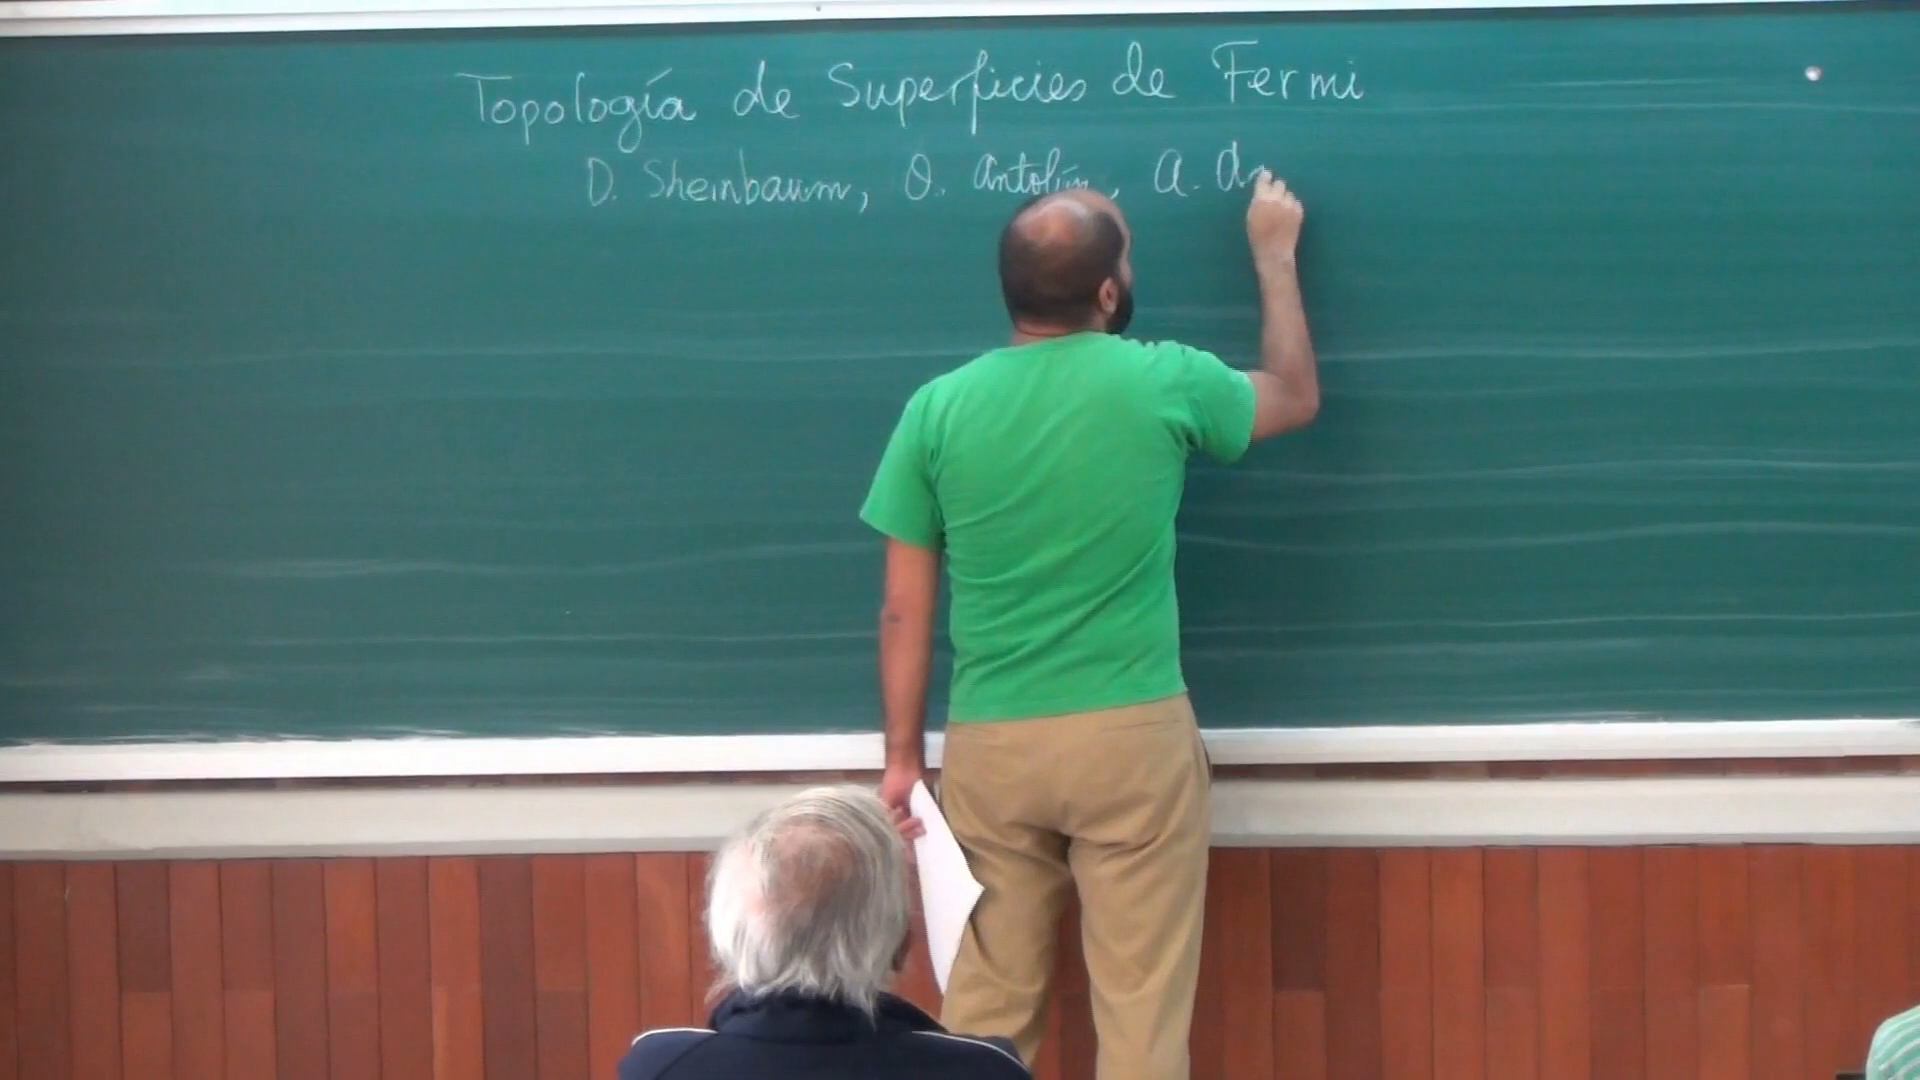 Topología de Superficies de Fermi
D. Sheinbaum, O. Antolín, A.